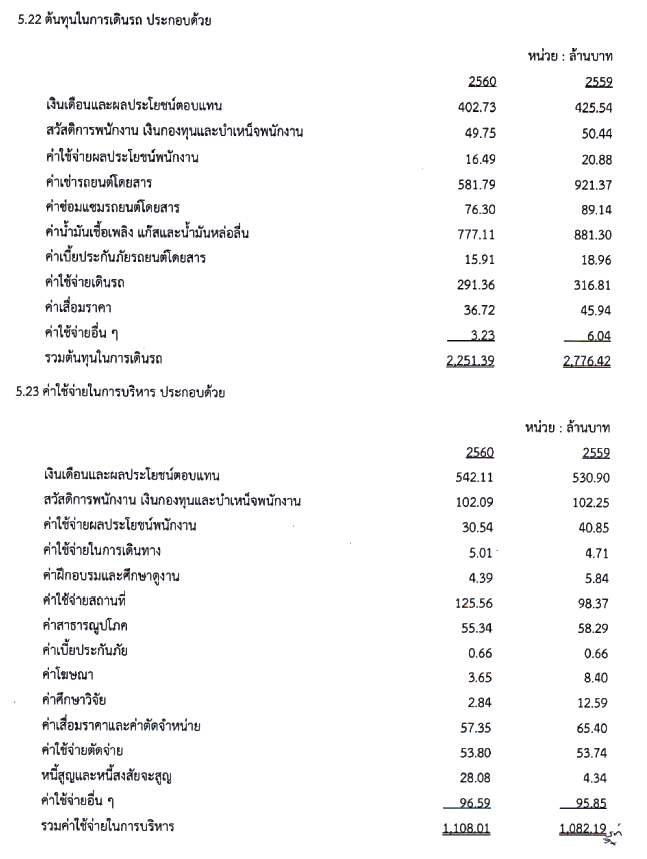 5.22 ต้นทุนในการเดินรถ ประกอบด้วย
หน่วย : ล้านบาท
2560 2559
เงินเดือนและผลประโยชน์ตอบแทน 402.73 425.54
สวัสดิการพนักงาน เงินกองทุนและบำเหน็จพนักงาน 49.75 50.44
ค่าใช้จ่ายผลประโยชน์พนักงาน 16.49 20.88
ค่าเช่ารถยนต์โดยสาร 581.79 921.37
ค่าซ่อมแซมรถยนต์โดยสาร 76.30 89.14
ค่าน้ำมันเชื้อเพลิง แก๊สและน้ำมันหล่อลื่น 777.11 881.30
ค่าเบี้ยประกันภัยรถยนต์โดยสาร 15.91 18.96
ค่าใช้จ่ายเดินรถ 291.36 316.81
ค่าเสื่อมราคา 36.72 45.94
ค่าใช้จ่ายอื่น ๆ 3.23 6.04
รวมต้นทุนในการเดินรถ 2,251.39 2,776.42
5.23 ค่าใช้จ่ายในการบริหาร ประกอบด้วย
หน่วย : ล้านบาท
2560 2559
เงินเดือนและผลประโยชน์ตอบแทน 542.11 530.90
สวัสดิการพนักงาน เงินกองทุนและบำเหน็จพนักงาน 102.09 102.25
ค่าใช้จ่ายผลประโยชน์พนักงาน 30.54 40.85
ค่าใช้จ่ายในการเดินทาง 5.01 4.71
ค่าฝึกอบรมและศึกษาดูงาน 4.39 5.84
ค่าใช้จ่ายสถานที่ 125.56 98.37
ค่าสาธารณูปโภค 55.34 58.29
ค่าเบี้ยประกันภัย 0.66 0.66
ค่าโฆษณา 3.65 8.40
ค่าศึกษาวิจัย 2.84 12.59
ค่าเสื่อมราคาและค่าตัดจำหน่าย 57.35 65.40
ค่าใช้จ่ายตัดจ่าย 53.80 53.74
หนี้สูญและหนี้สงสัยจะสูญ 28.08 4.34
ค่าใช้จ่ายอื่น ๆ 96.59 95.85
รวมค่าใช้จ่ายในการบริหาร 1,108.01 1,082.19